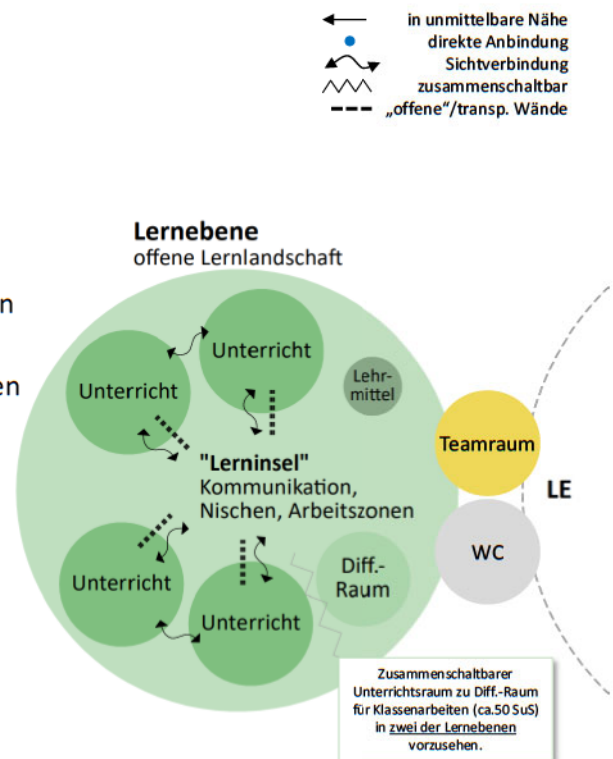 in unmittelbare Nähe
direkte Anbindung
Sichtverbindung
zusammenschaltbar
„offene“/transp. Wände
Lernebene
offene Lernlandschaft
n
en
Unterricht
Unterricht
Lehr-
mittel
Teamraum
"Lerninsel"
Kommunikation,
Nischen, Arbeitszonen
LE
WC
Diff.-
Raum
Unterricht
Unterricht
Zusammenschaltbarer
Unterrichtsraum zu Diff.-Raum
für Klassenarbeiten (ca.50 SuS)
in zwei der Lernebenen
vorzusehen.